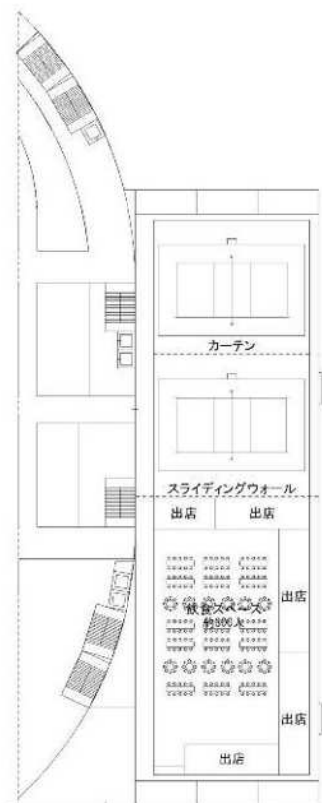 カーテン
スライディングウォール
出店 出店
出店
飲食スペース
約300人
出店
出店